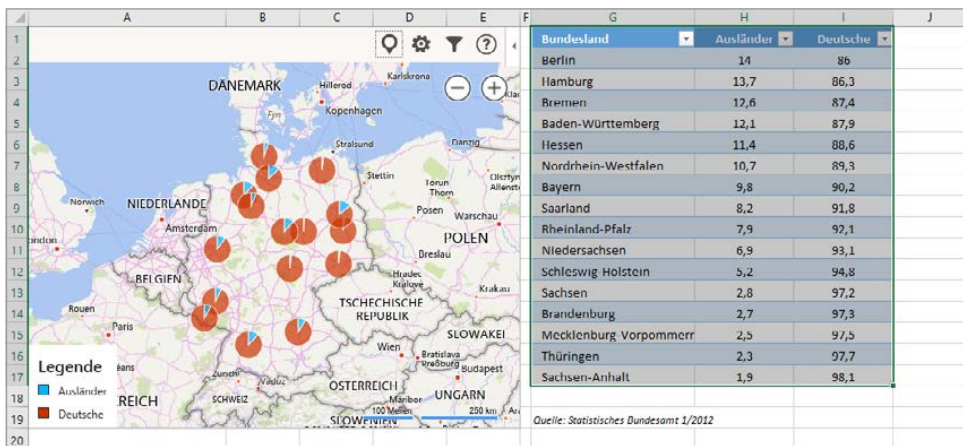 A B C D E F G H I J
1 Bundesland Ausländer Deutsche
2 Berlin 14 86
3 Hamburg 13,7 86,3
4 Bremen 12,6 87,4
5 Baden-Württemberg 12,1 87,9
6 Hessen 11,4 88,6
7 Nordrhein-Westfalen 10,7 89,3
8 Bayern 9,8 90,2
9 Saarland 8,2 91,8
10 Rheinland-Pfalz 7,9 92,1
11 Niedersachsen 6,9 93,1
12 Schleswig-Holstein 5,2 94,8
13 Sachsen 2,8 97,2
14 Brandenburg 2,7 97,3
15 Mecklenburg-Vorpommerr 2,5 97,5
16 Thüringen 2,3 97,7
17 Sachsen-Anhalt 1,9 98,1
18
19 Quelle: Statistisches Bundesamt 1/2012
20
Karlskrona
DÄNEMARK Hillerod
Kopenhagen
Fyn
Stralsund Danzig
Stettin
Torun
Thorn
Norwich NIEDERLANDE
Posen Warschau
Amsterdam
POLEN
Breslau
BELGIEN
Hradec
Králové
Krakau
TSCHECHISCHE
REPUBLIK
Rouen
Paris
SLOWAKEI
Wien Bratislava
Preßburg
Budapest
Vaduz
ÖSTERREICH
SCHWEIZ
UNGARN
Maribor
SLOWENIEN
100 Meilen 250 km
Legende
Ausländer
Deutsche